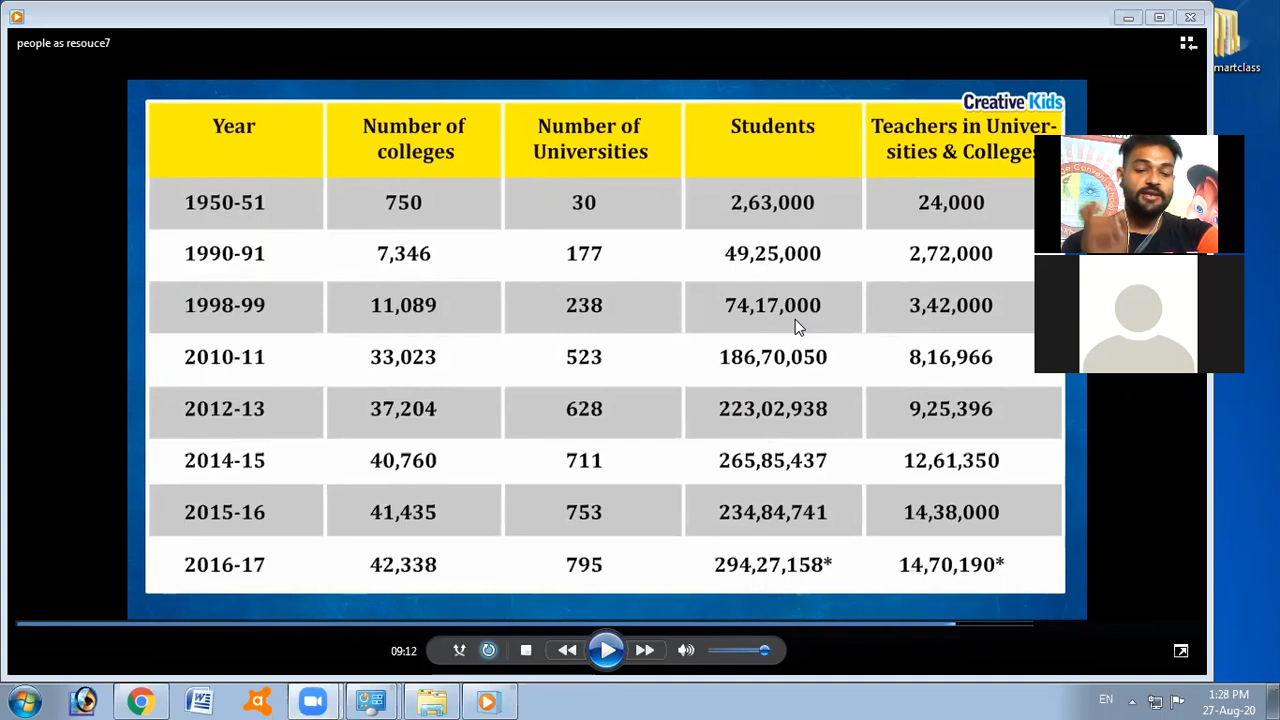 people as resouce7
martclass
Creative Kids
Year Number of colleges Number of Universities Students Teachers in Univer-sities & Colleges
1950-51 750 30 2,63,000 24,000
1990-91 7,346 177 49,25,000 2,72,000
1998-99 11,089 238 74,17,000 3,42,000
2010-11 33,023 523 186,70,050 8,16,966
2012-13 37,204 628 223,02,938 9,25,396
2014-15 40,760 711 265,85,437 12,61,350
2015-16 41,435 753 234,84,741 14,38,000
2016-17 42,338 795 294,27,158* 14,70,190*
09:12
EN
1:28 PM
27-Aug-20